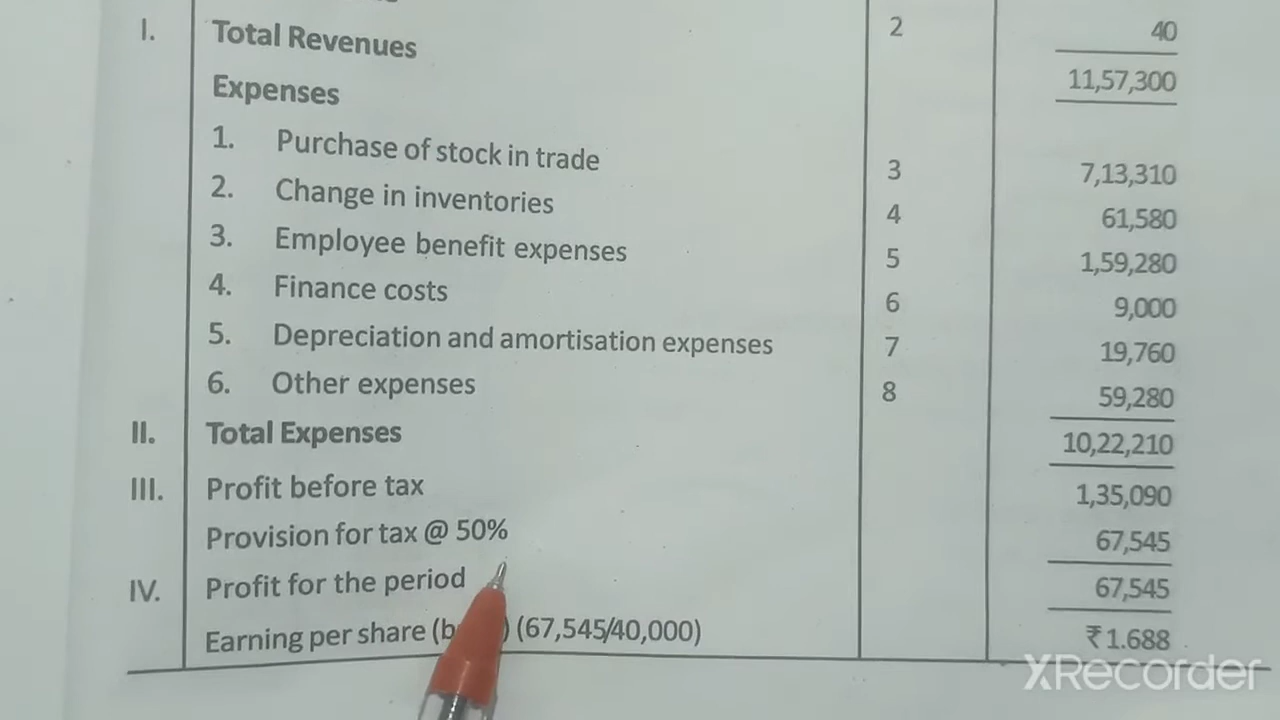 2 40
I. Total Revenues 11,57,300
Expenses
1. Purchase of stock in trade 3 7,13,310
2. Change in inventories 4 61,580
3. Employee benefit expenses 5 1,59,280
4. Finance costs 6 9,000
5. Depreciation and amortisation expenses 7 19,760
6. Other expenses 8 59,280
II. Total Expenses 10,22,210
III. Profit before tax 1,35,090
Provision for tax @ 50% 67,545
IV. Profit for the period 67,545
Earning per share ( ) (67,545/40,000) ₹ 1.688
XRecorder